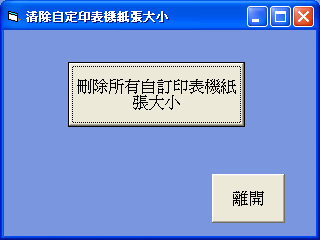 清除自定印表機紙張大小
刪除所有自訂印表機紙
張大小
離開